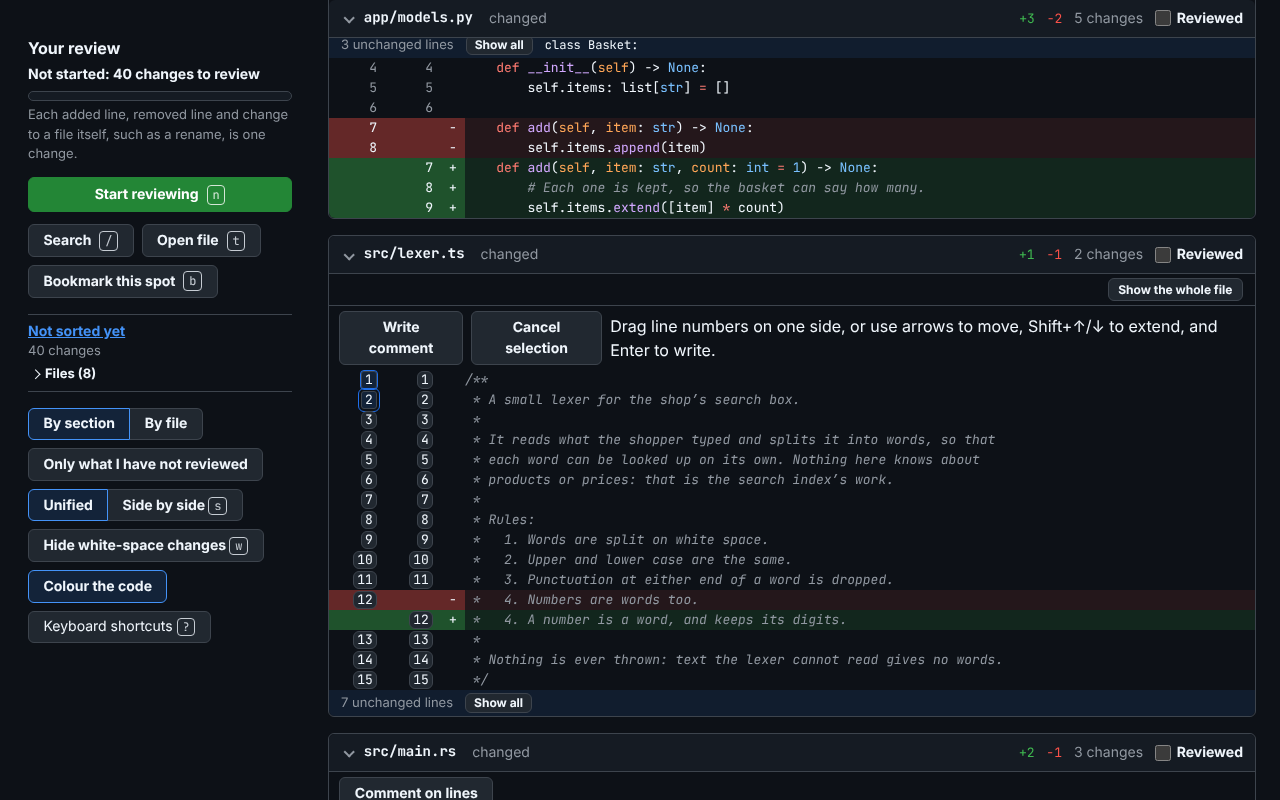 Your review
Not started: 40 changes to review
Each added line, removed line and change
to a file itself, such as a rename, is one
change.
Start reviewing n
Search / Open file t
Bookmark this spot b
Not sorted yet
40 changes
Files (8)
By section By file
Only what I have not reviewed
Unified Side by side s
Hide white-space changes w
Colour the code
Keyboard shortcuts ?
app/models.py changed +3 -2 5 changes Reviewed
3 unchanged lines Show all class Basket:
4 4 def __init__(self) -> None:
5 5 self.items: list[str] = []
6 6
7 - def add(self, item: str) -> None:
8 - self.items.append(item)
7 + def add(self, item: str, count: int = 1) -> None:
8 + # Each one is kept, so the basket can say how many.
9 + self.items.extend([item] * count)
src/lexer.ts changed +1 -1 2 changes Reviewed
Show the whole file
Write comment Cancel selection Drag line numbers on one side, or use arrows to move, Shift+↑/↓ to extend, and
Enter to write.
1 1 /**
2 2 * A small lexer for the shop’s search box.
3 3 *
4 4 * It reads what the shopper typed and splits it into words, so that
5 5 * each word can be looked up on its own. Nothing here knows about
6 6 * products or prices: that is the search index’s work.
7 7 *
8 8 * Rules:
9 9 * 1. Words are split on white space.
10 10 * 2. Upper and lower case are the same.
11 11 * 3. Punctuation at either end of a word is dropped.
12 - * 4. Numbers are words too.
12 + * 4. A number is a word, and keeps its digits.
13 13 *
14 14 * Nothing is ever thrown: text the lexer cannot read gives no words.
15 15 */
7 unchanged lines Show all
src/main.rs changed +2 -1 3 changes Reviewed
Comment on lines